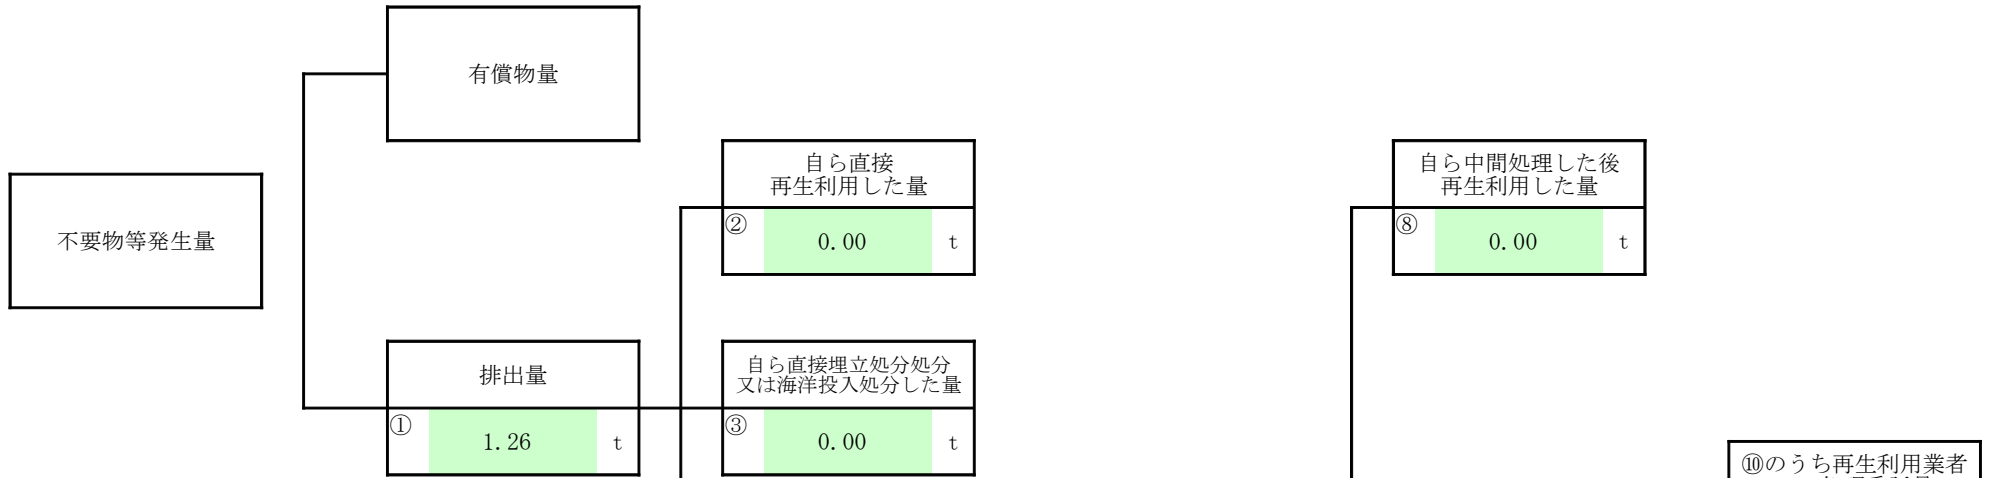 有償物量
不要物等発生量
自ら直接
再生利用した量
② 0.00 t
自ら中間処理した後
再生利用した量
⑧ 0.00 t
排出量
① 1.26 t
自ら直接埋立処分処分
又は海洋投入処分した量
③ 0.00 t
⑩のうち再生利用業者